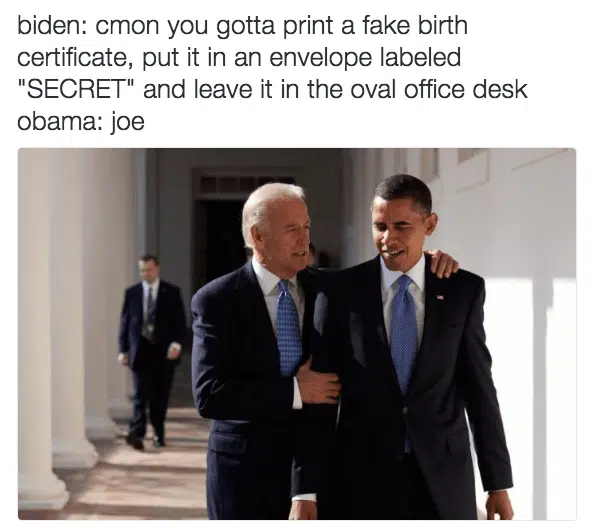 biden: cmon you gotta print a fake birth
certificate, put it in an envelope labeled
"SECRET" and leave it in the oval office desk
obama: joe